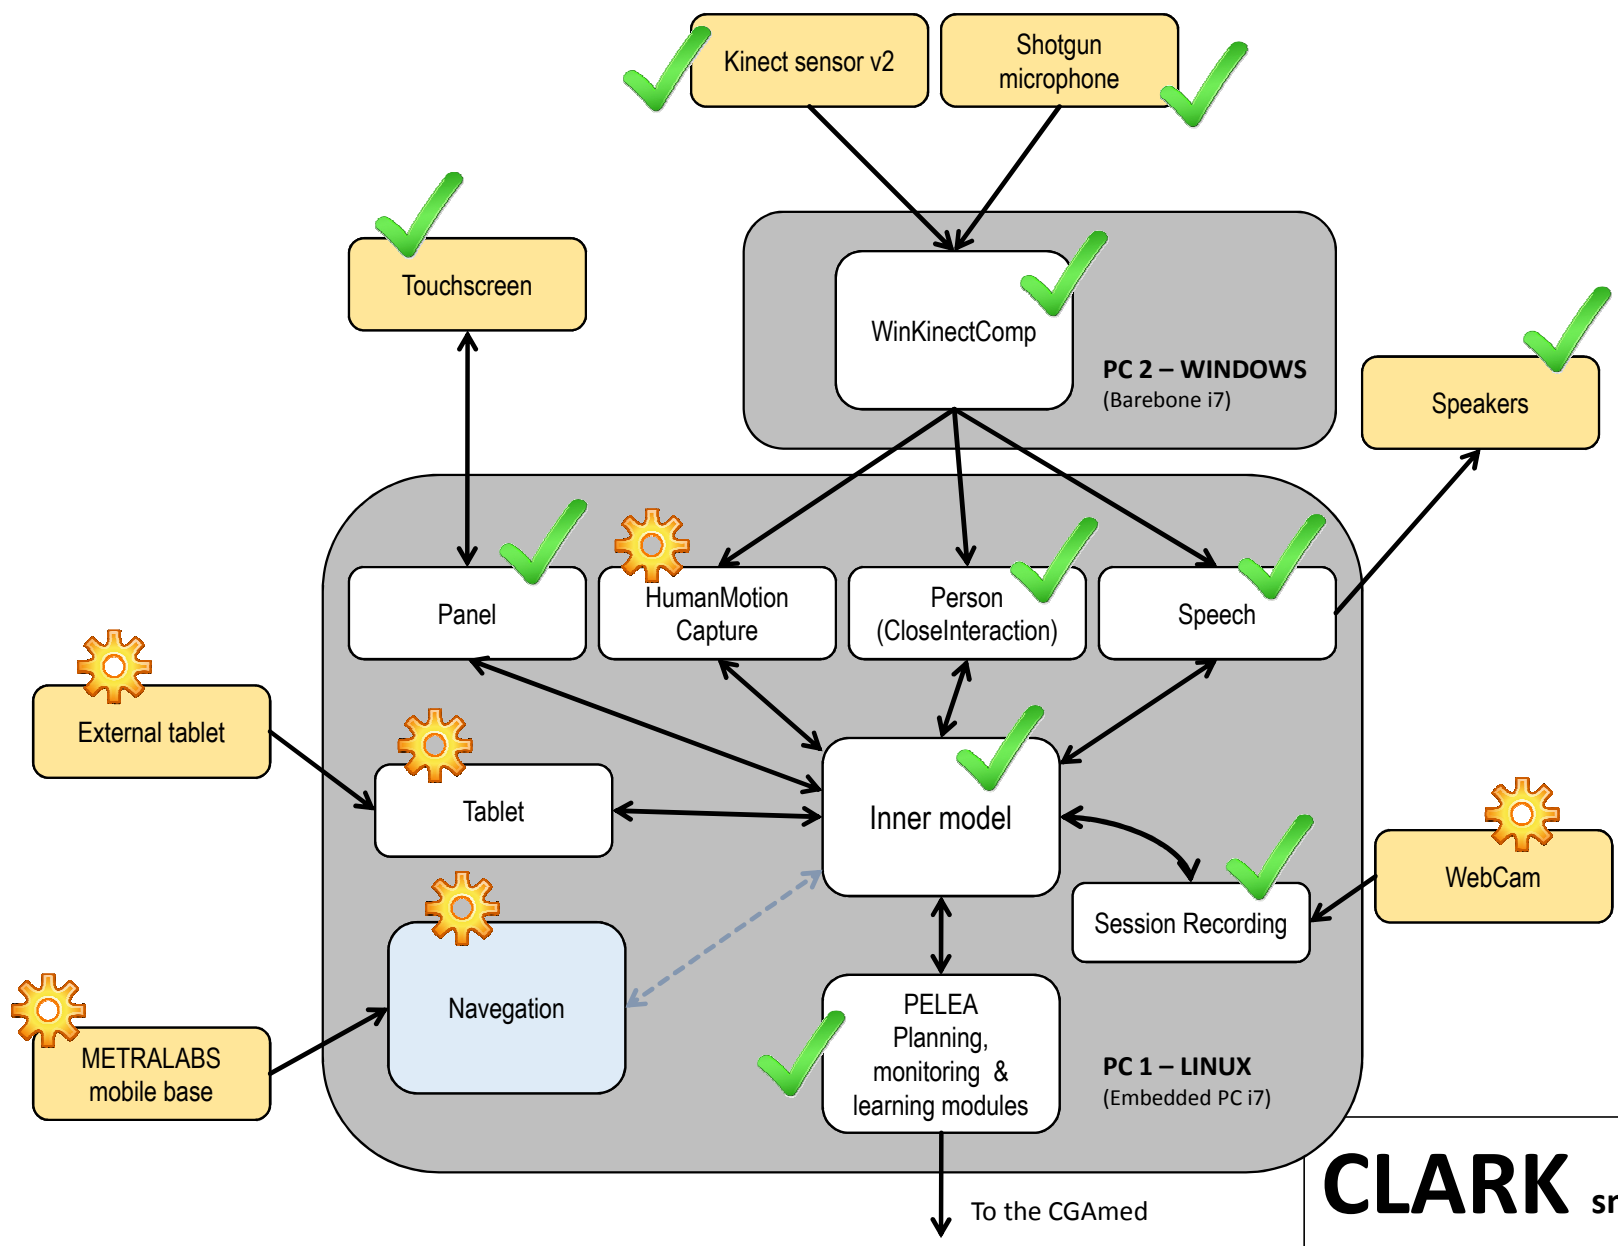 Kinect sensor v2
Shotgun
microphone
Touchscreen
WinKinectComp
PC 2 – WINDOWS
(Barebone i7)
Speakers
Panel
HumanMotion
Capture
Person
(CloseInteraction)
Speech
External tablet
Tablet
Inner model
WebCam
Session Recording
Navegation
METRALABS
mobile base
PELEA
Planning,
monitoring &
learning modules
PC 1 – LINUX
(Embedded PC i7)
To the CGAmed
CLARK